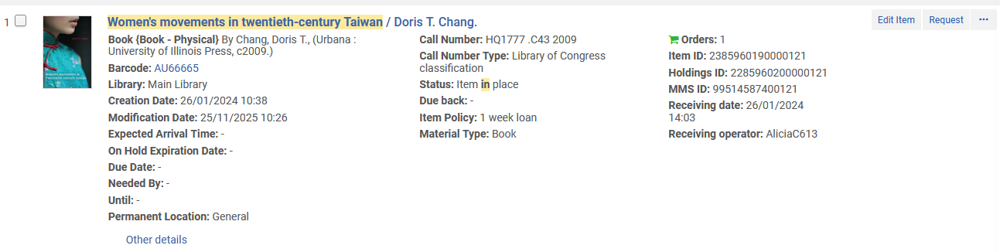 1
Women's movements in twentieth-century Taiwan / Doris T. Chang.
Book {Book - Physical} By Chang, Doris T., (Urbana :
University of Illinois Press, c2009.)
Barcode: AU66665
Library: Main Library
Creation Date: 26/01/2024 10:38
Modification Date: 25/11/2025 10:26
Expected Arrival Time: -
On Hold Expiration Date: -
Due Date: -
Needed By: -
Until: -
Permanent Location: General
Other details
Call Number: HQ1777 .C43 2009
Call Number Type: Library of Congress
classification
Status: Item in place
Due back: -
Item Policy: 1 week loan
Material Type: Book
Edit Item
Request
Orders: 1
Item ID: 2385960190000121
Holdings ID: 2285960200000121
MMS ID: 99514587400121
Receiving date: 26/01/2024
14:03
Receiving operator: AliciaC613